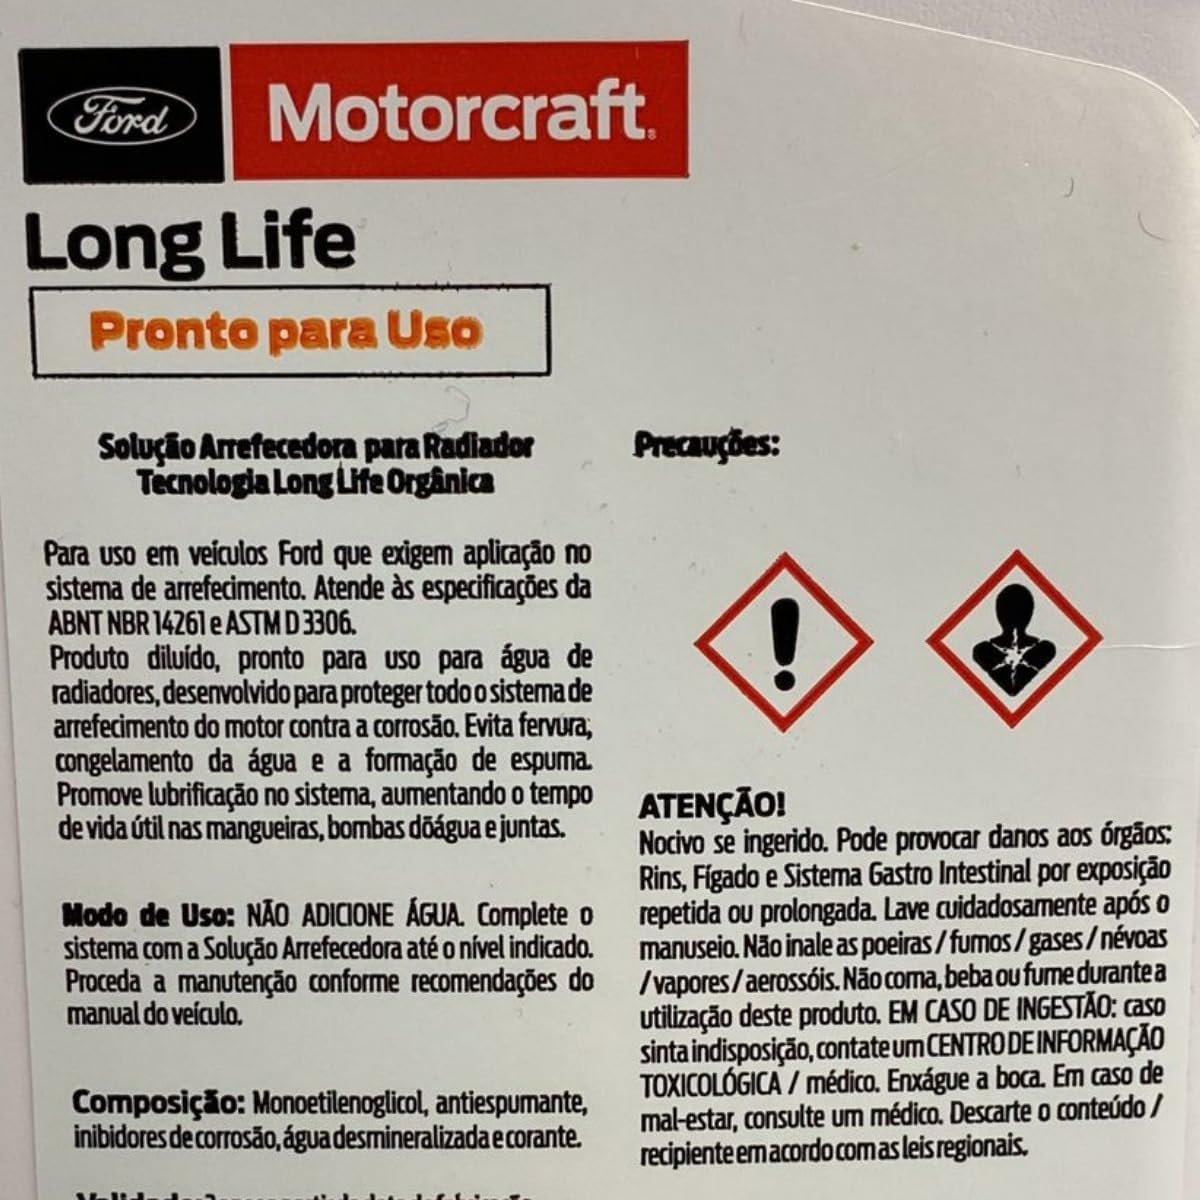 Ford
Motorcraft®
Long Life
Pronto para Uso
Solução Arrefecedora para Radiador
Tecnologia Long Life Orgânica
Para uso em veículos Ford que exigem aplicação no
sistema de arrefecimento. Atende às especificações da
ABNT NBR 14261 e ASTM D 3306.
Produto diluído, pronto para uso para água de
radiadores, desenvolvido para proteger todo o sistema de
arrefecimento do motor contra a corrosão. Evita fervura,
congelamento da água e a formação de espuma.
Promove lubrificação no sistema, aumentando o tempo
de vida útil nas mangueiras, bombas dõágua e juntas.
Modo de Uso: NÃO ADICIONE ÁGUA. Complete o
sistema com a Solução Arrefecedora até o nível indicado.
Proceda a manutenção conforme recomendações do
manual do veículo.
Composição: Monoetilenoglicol, antiespumante,
inibidores de corrosão, água desmineralizada e corante.
Precauções:
ATENÇÃO!
Nocivo se ingerido. Pode provocar danos aos órgãos:
Rins, Fígado e Sistema Gastro Intestinal por exposição
repetida ou prolongada. Lave cuidadosamente após o
manuseio. Não inale as poeiras / fumos / gases / névoas
/ vapores / aerossóis. Não coma, beba ou fume durante a
utilização deste produto. EM CASO DE INGESTÃO: caso
sinta indisposição, contate um CENTRO DE INFORMAÇÃO
TOXICOLÓGICA / médico. Enxágue a boca. Em caso de
mal-estar, consulte um médico. Descarte o conteúdo /
recipiente em acordo com as leis regionais.